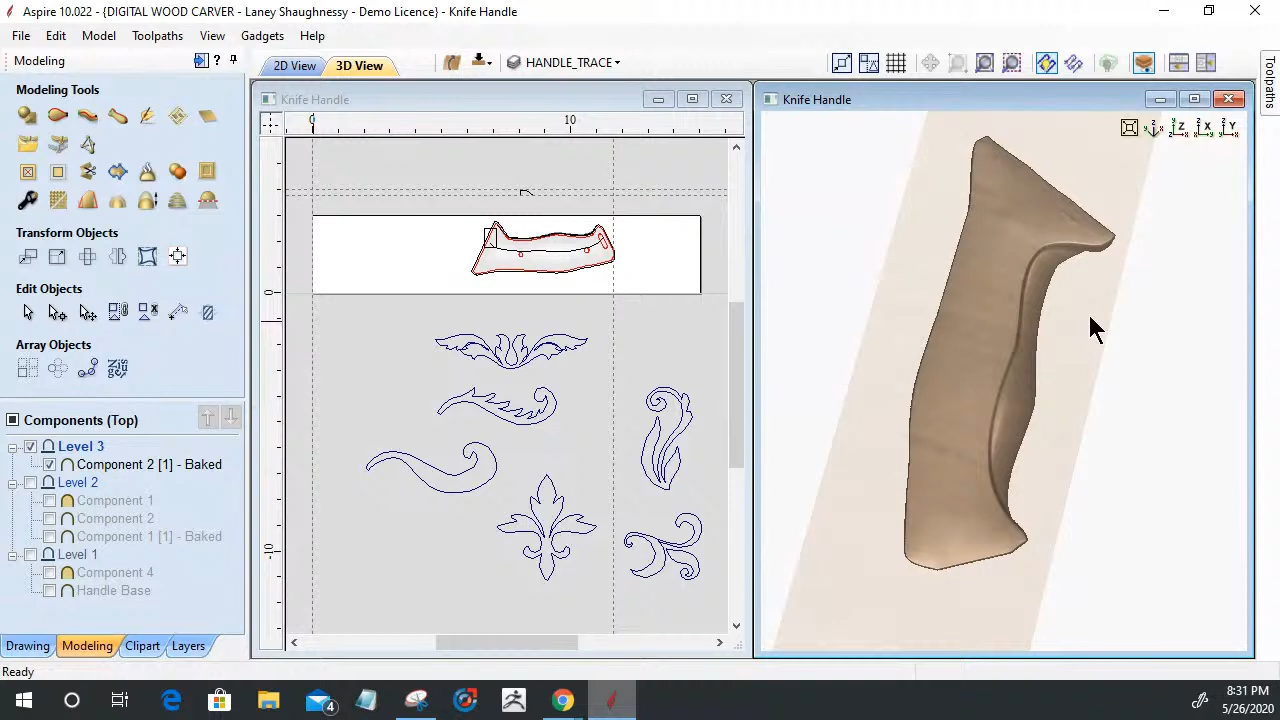 Aspire 10.022 - {DIGITAL WOOD CARVER - Laney Shaughnessy - Demo Licence} - Knife Handle
File Edit Model Toolpaths View Gadgets Help
Modeling
2D View 3D View HANDLE_TRACE
Toolpaths
Modeling Tools
Transform Objects
Edit Objects
Array Objects
Knife Handle
0 10
0
Knife Handle
Z X Y
Components (Top)
Level 3
Component 2 [1] - Baked
Level 2
Component 1
Component 2
Component 1 [1] - Baked
Level 1
Component 4
Handle Base
Drawing Modeling Clipart Layers
Ready
4
8:31 PM
5/26/2020